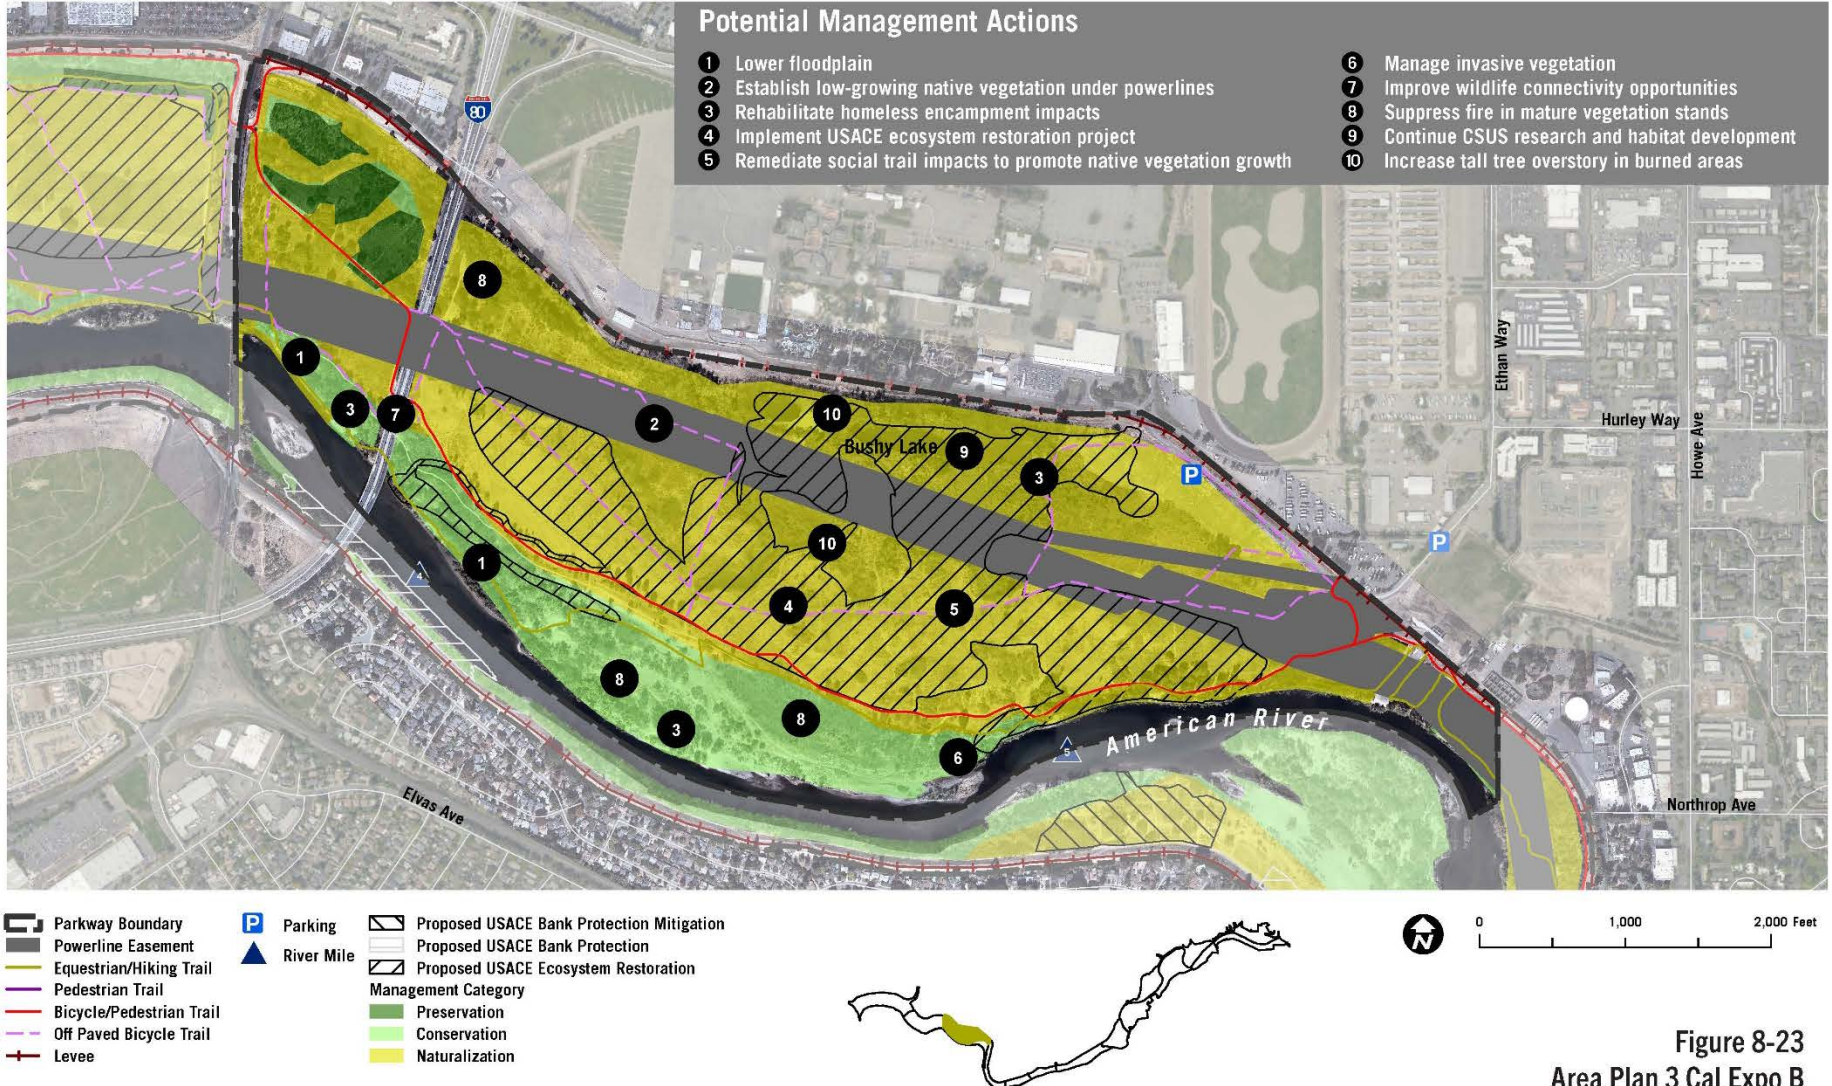 Potential Management Actions
1 Lower floodplain
2 Establish low-growing native vegetation under powerlines
3 Rehabilitate homeless encampment impacts
4 Implement USACE ecosystem restoration project
5 Remediate social trail impacts to promote native vegetation growth
6 Manage invasive vegetation
7 Improve wildlife connectivity opportunities
8 Suppress fire in mature vegetation stands
9 Continue CSUS research and habitat development
10 Increase tall tree overstory in burned areas
80
8
1
3
7
2
10
Bushy Lake
9
3
P
Ethan Way
Hurley Way
Howe Ave
P
10
1
4
4
5
8
3
8
6
5
American River
Elvas Ave
Northrop Ave
Parkway Boundary
Powerline Easement
Equestrian/Hiking Trail
Pedestrian Trail
Bicycle/Pedestrian Trail
Off Paved Bicycle Trail
Levee
P Parking
River Mile
Proposed USACE Bank Protection Mitigation
Proposed USACE Bank Protection
Proposed USACE Ecosystem Restoration
Management Category
Preservation
Conservation
Naturalization
N
0 1,000 2,000 Feet
Figure 8-23
Area Plan 3 Cal Expo B